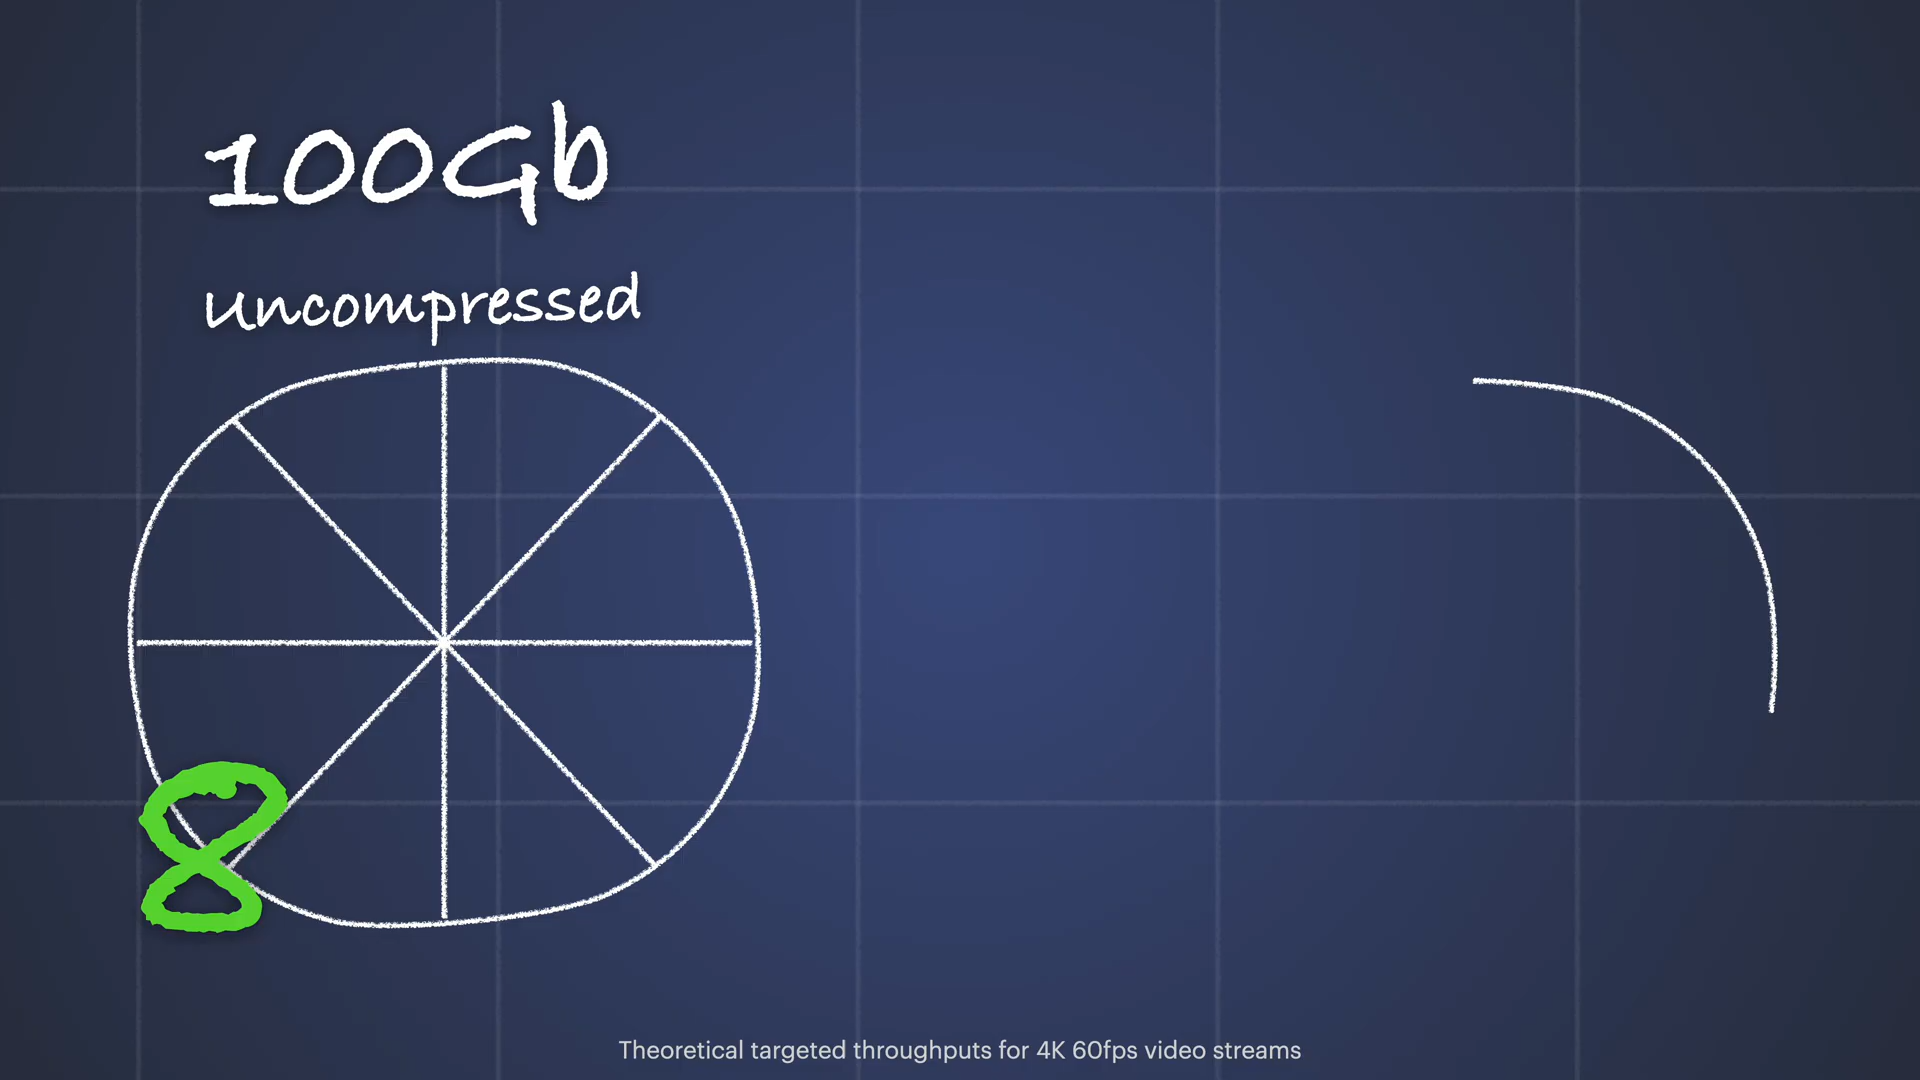 100Gb
Uncompressed
8
Theoretical targeted throughputs for 4K 60fps video streams